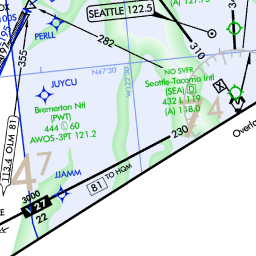 (A) 127.
SEATTLE 122.5
PERLL
282
310
355
N47°30
NO SVFR
JUYCU
Seattle-Tacoma Intl
(SEA) D
432 L 119
(A) 118.0
Bremerton Ntl
(PWT)
444 60
AWOS-3PT 121.2
113.4 OLM 81
47
24
230
Overla
JJAMM
81 TO HQM
3000
27
22